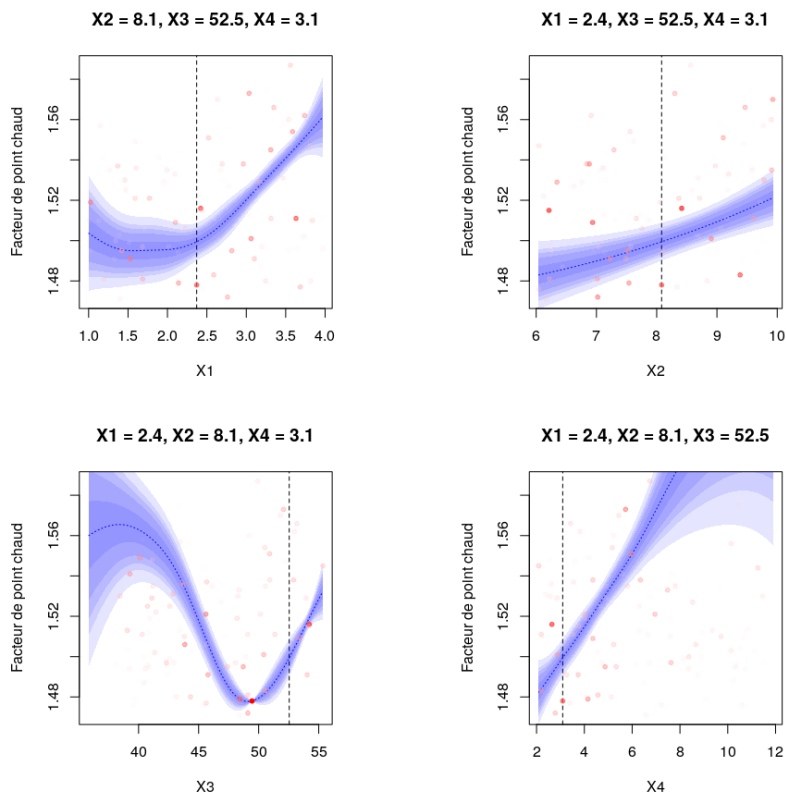 X2 = 8.1, X3 = 52.5, X4 = 3.1
Facteur de point chaud
1.48 1.52 1.56
1.0 1.5 2.0 2.5 3.0 3.5 4.0
X1
X1 = 2.4, X3 = 52.5, X4 = 3.1
Facteur de point chaud
1.48 1.52 1.56
6 7 8 9 10
X2
X1 = 2.4, X2 = 8.1, X4 = 3.1
Facteur de point chaud
1.48 1.52 1.56
40 45 50 55
X3
X1 = 2.4, X2 = 8.1, X3 = 52.5
Facteur de point chaud
1.48 1.52 1.56
2 4 6 8 10 12
X4